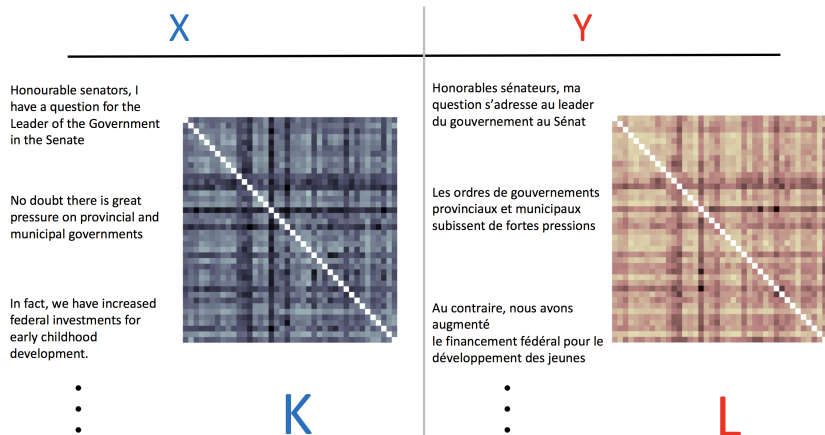 X
Y
Honourable senators, I
have a question for the
Leader of the Government
in the Senate
No doubt there is great
pressure on provincial and
municipal governments
In fact, we have increased
federal investments for
early childhood
development.
K
Honorables sénateurs, ma
question s’adresse au leader
du gouvernement au Sénat
Les ordres de gouvernements
provinciaux et municipaux
subissent de fortes pressions
Au contraire, nous avons
augmenté
le financement fédéral pour le
développement des jeunes
L